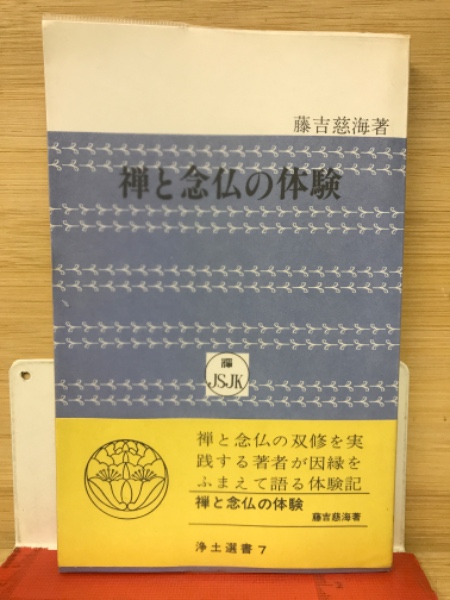 藤吉慈海著
禅と念仏の体験
JSJK
禅と念仏の双修を実
践する著者が因縁を
ふまえて語る体験記
禅と念仏の体験
藤吉慈海著
浄土選書 7